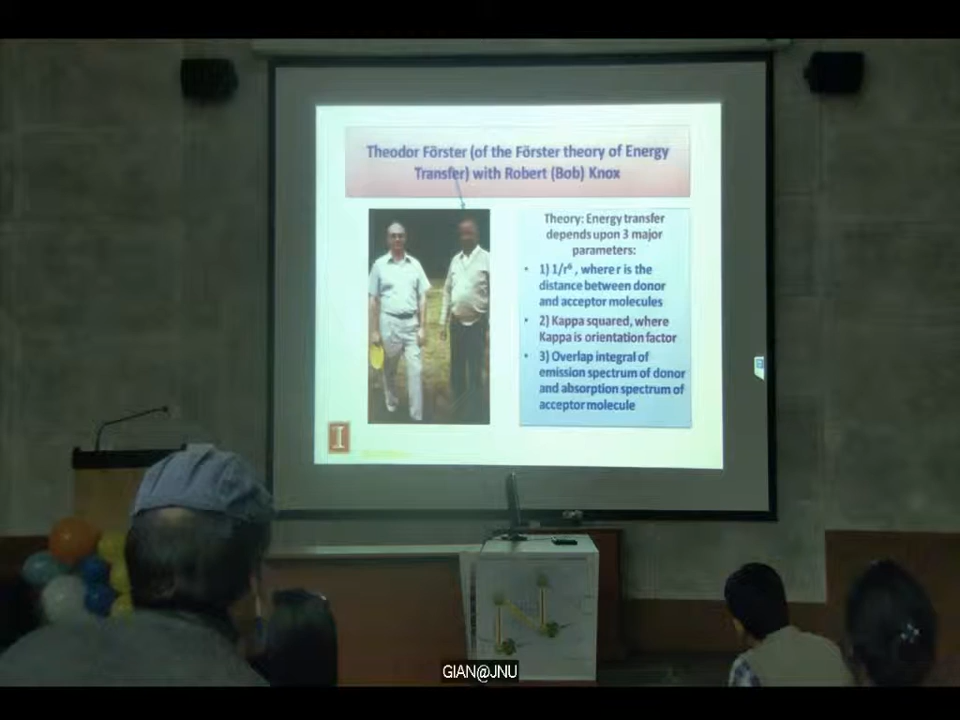 Theodor Förster (of the Förster theory of Energy
Transfer) with Robert (Bob) Knox
Theory: Energy transfer
depends upon 3 major
parameters:
• 1) 1/r⁶ , where r is the
distance between donor
and acceptor molecules
• 2) Kappa squared, where
Kappa is orientation factor
• 3) Overlap integral of
emission spectrum of donor
and absorption spectrum of
acceptor molecule
I
GIAN@JNU